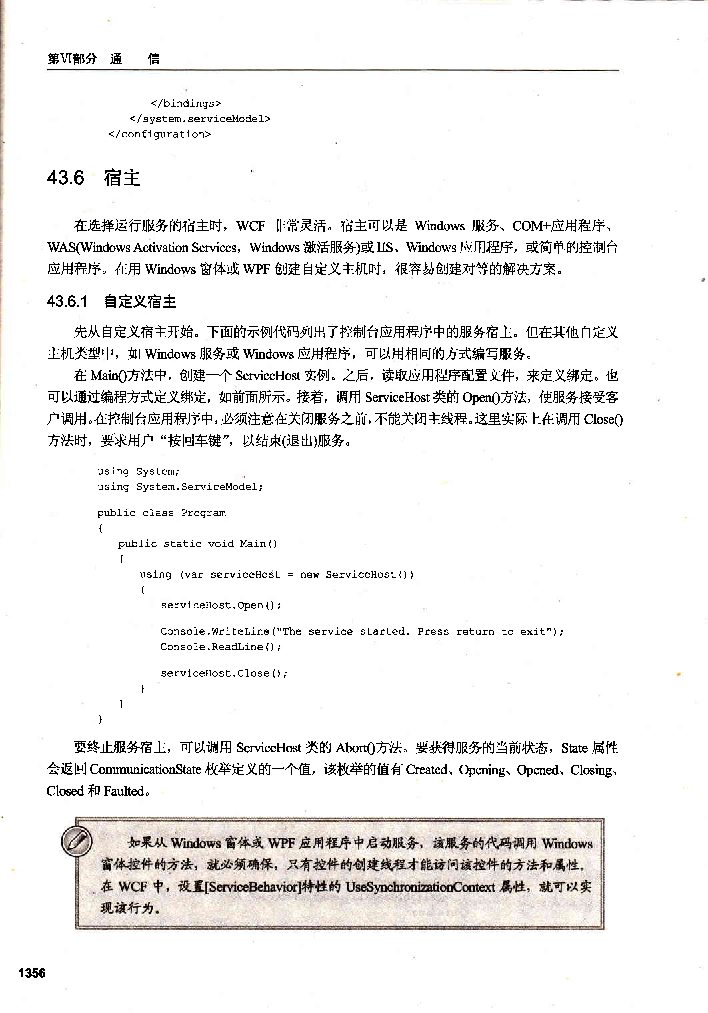 第VI部分 通 信
</bindings>
</system.serviceModel>
</configuration>
43.6 宿主
在选择运行服务的宿主时，WCF 非常灵活。宿主可以是 Windows 服务、COM+应用程序、
WAS(Windows Activation Services，Windows 激活服务)或 IIS、Windows 应用程序，或简单的控制台
应用程序。在用 Windows 窗体或 WPF 创建自定义主机时，很容易创建对等的解决方案。
43.6.1 自定义宿主
先从自定义宿主开始。下面的示例代码列出了控制台应用程序中的服务宿主。但在其他自定义
主机类型中，如 Windows 服务或 Windows 应用程序，可以用相同的方式编写服务。
在 Main()方法中，创建一个 ServiceHost 实例。之后，读取应用程序配置文件，来定义绑定。也
可以通过编程方式定义绑定，如前面所示。接着，调用 ServiceHost 类的 Open()方法，使服务接受客
户调用。在控制台应用程序中，必须注意在关闭服务之前，不能关闭主线程。这里实际上在调用 Close()
方法时，要求用户“按回车键”，以结束(退出)服务。
using System;
using System.ServiceModel;
public class Program
{
public static void Main()
{
using (var serviceHost = new ServiceHost())
{
serviceHost.Open();
Console.WriteLine("The service started. Press return to exit");
Console.ReadLine();
serviceHost.Close();
}
}
}
要终止服务宿主，可以调用 ServiceHost 类的 Abort()方法。要获得服务的当前状态，State 属性
会返回 CommunicationState 枚举定义的一个值，该枚举的值有 Created、Opening、Opened、Closing、
Closed 和 Faulted。
如果从 Windows 窗体或 WPF 应用程序中启动服务，该服务的代码调用 Windows
窗体控件的方法，就必须确保，只有控件的创建线程才能访问该控件的方法和属性。
在 WCF 中，设置[ServiceBehavior]特性的 UseSynchronizationContext 属性，就可以实
现该行为。
1356